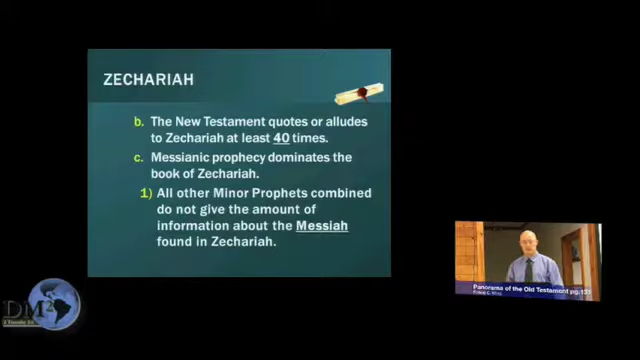 ZECHARIAH
b. The New Testament quotes or alludes
to Zechariah at least 40 times.
c. Messianic prophecy dominates the
book of Zechariah.
1) All other Minor Prophets combined
do not give the amount of
information about the Messiah
found in Zechariah.
Panorama of the Old Testament pg.131
DM2